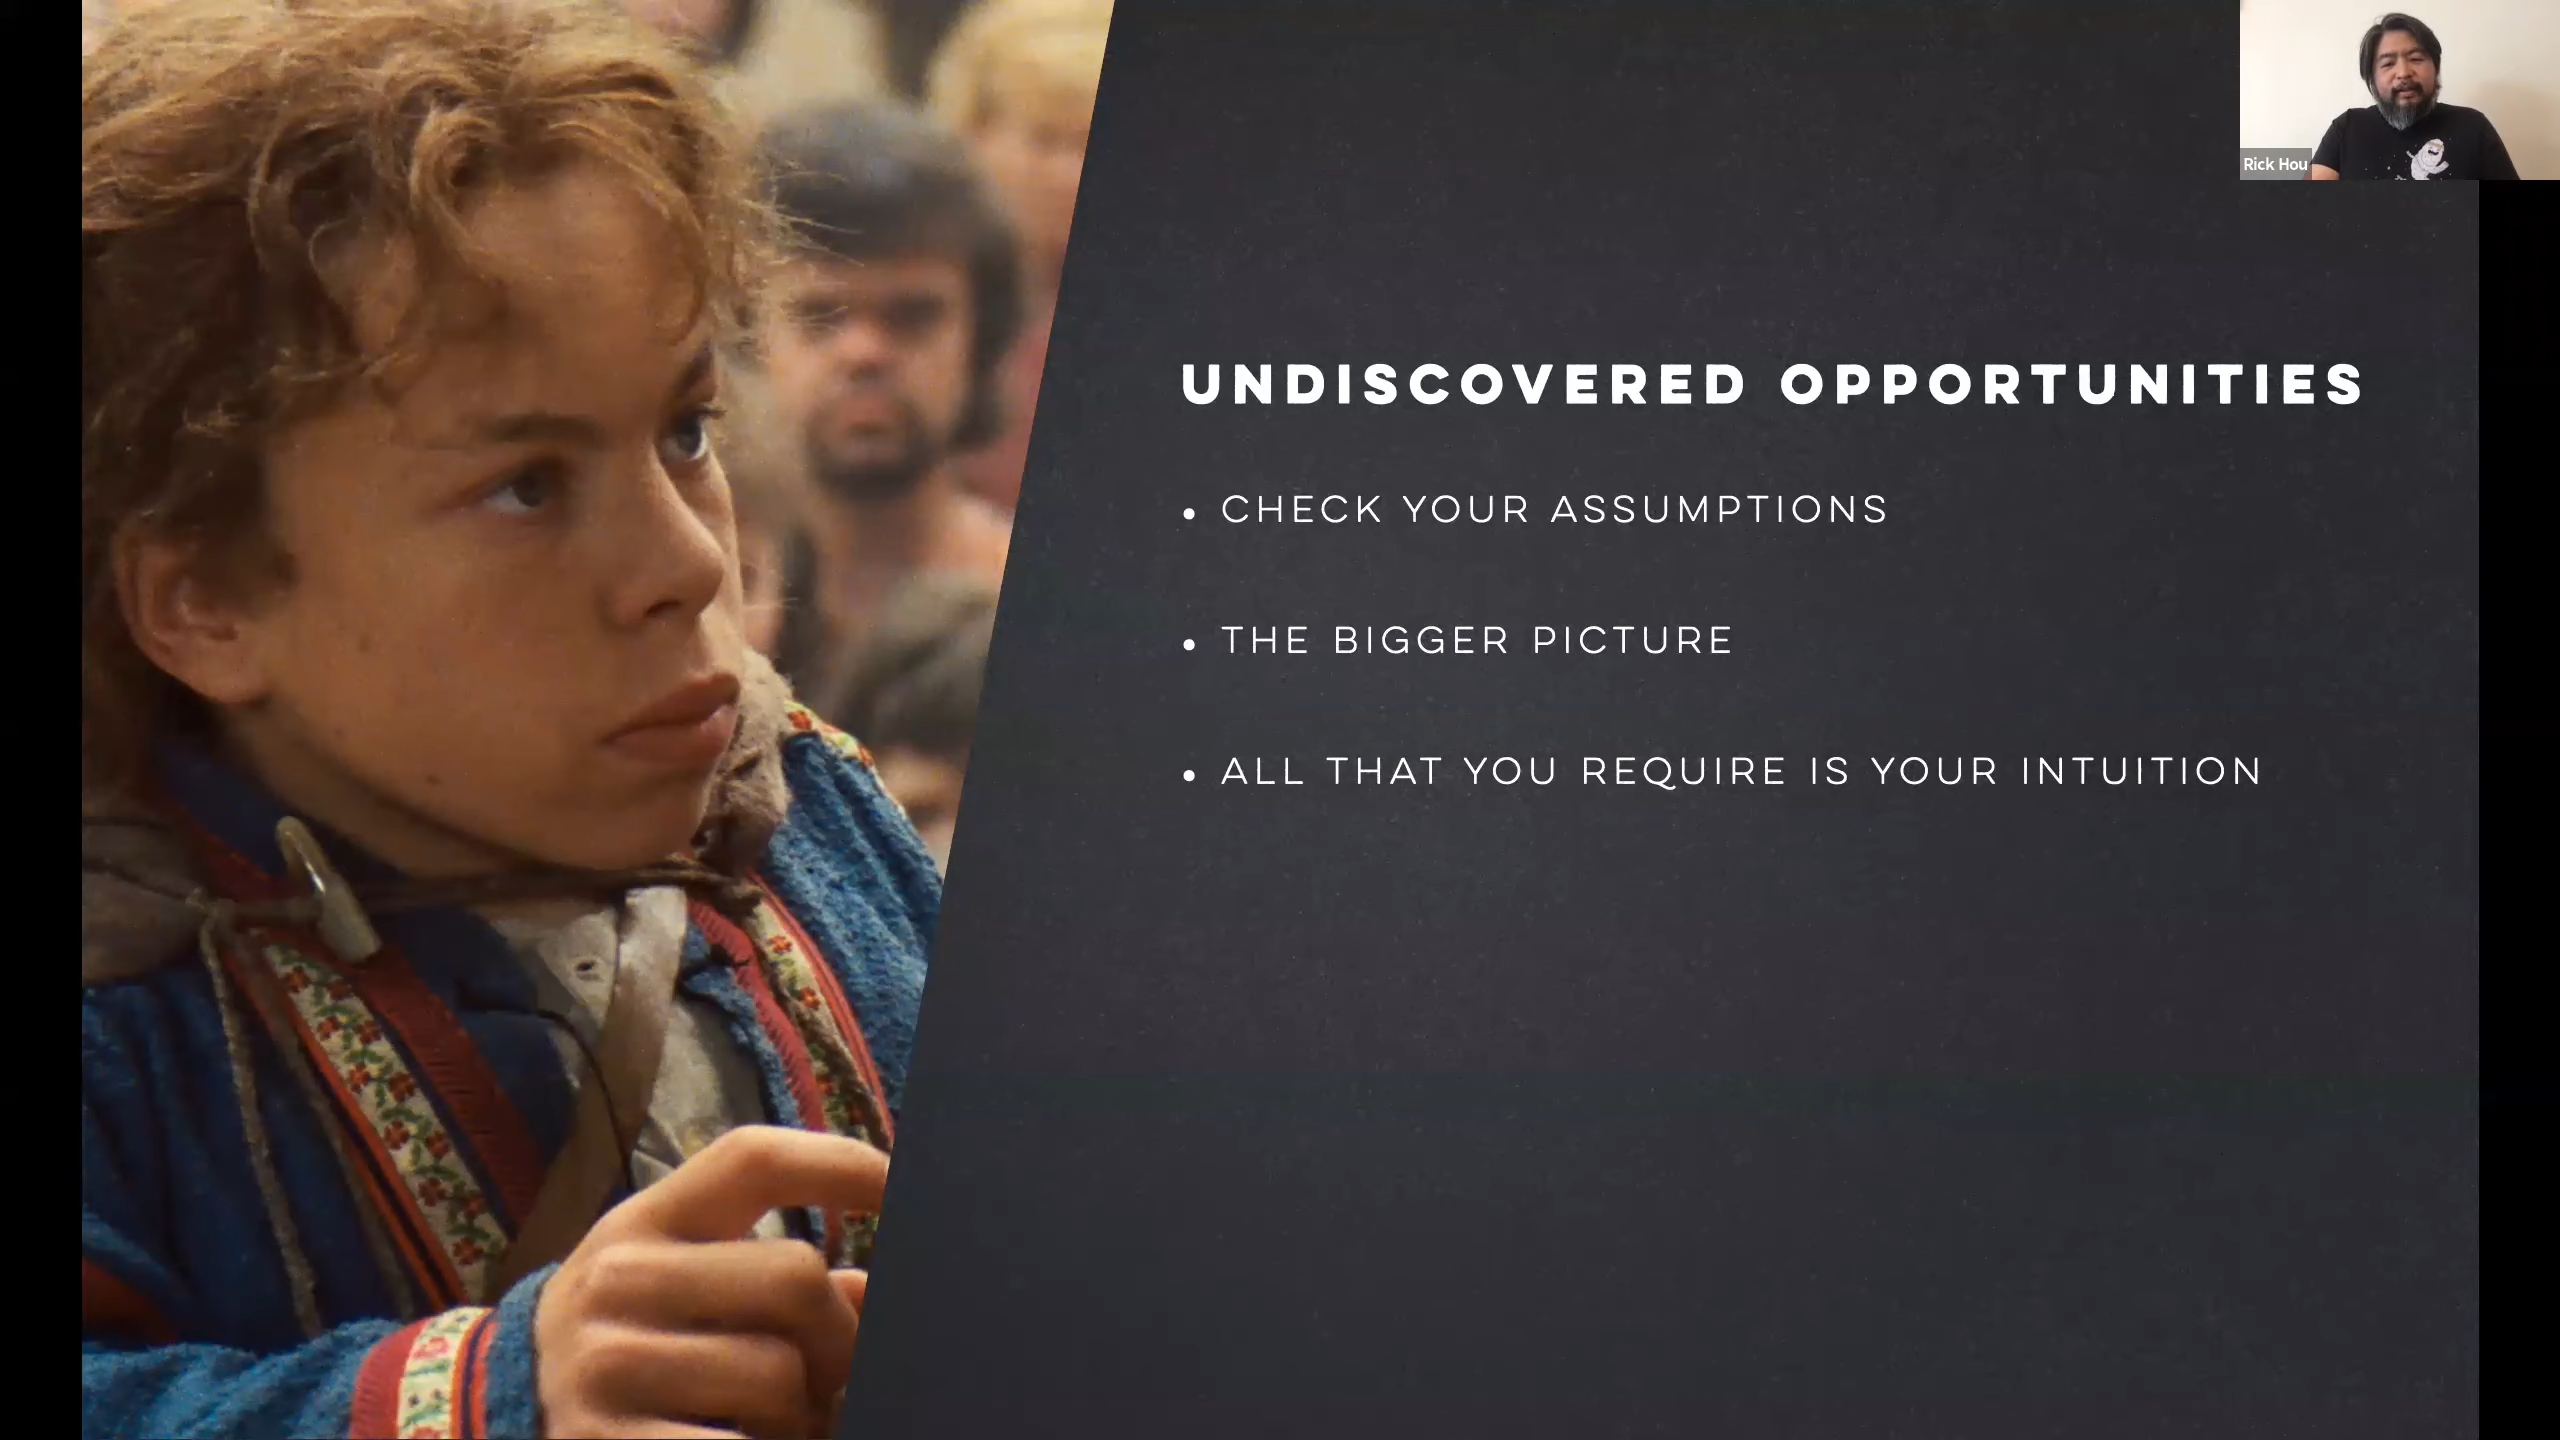 Rick Hou
UNDISCOVERED OPPORTUNITIES
• CHECK YOUR ASSUMPTIONS
• THE BIGGER PICTURE
• ALL THAT YOU REQUIRE IS YOUR INTUITION